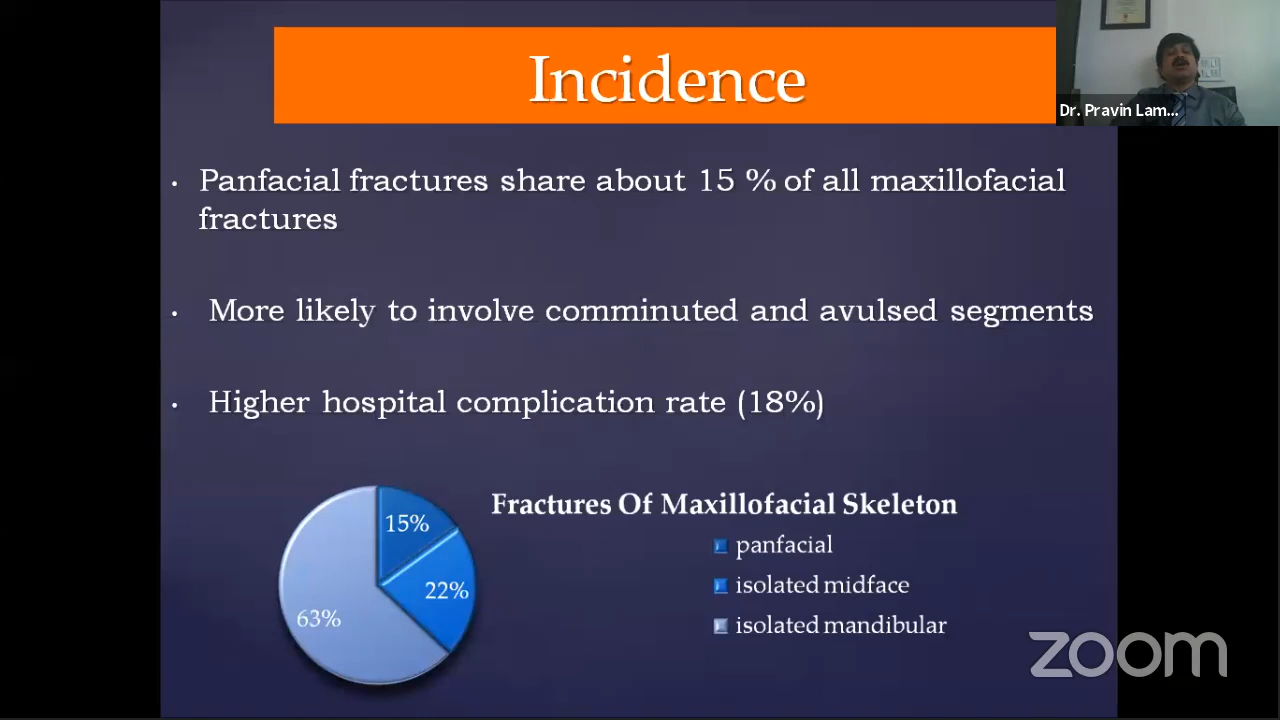 Incidence
Dr. Pravin Lam...
• Panfacial fractures share about 15 % of all maxillofacial
fractures
• More likely to involve comminuted and avulsed segments
• Higher hospital complication rate (18%)
Fractures Of Maxillofacial Skeleton
15%
22%
63%
panfacial
isolated midface
isolated mandibular
zoom